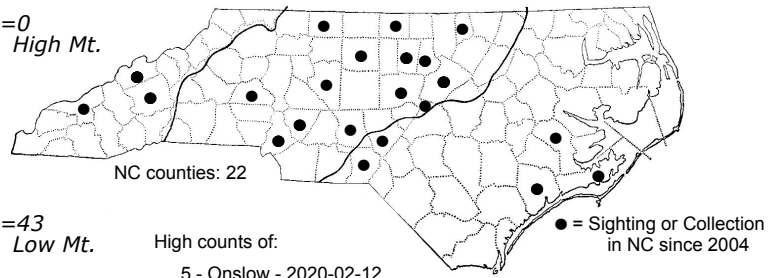 =0
High Mt.
NC counties: 22
=43
Low Mt.
High counts of:
5 - Onslow - 2020-02-12
● = Sighting or Collection
in NC since 2004